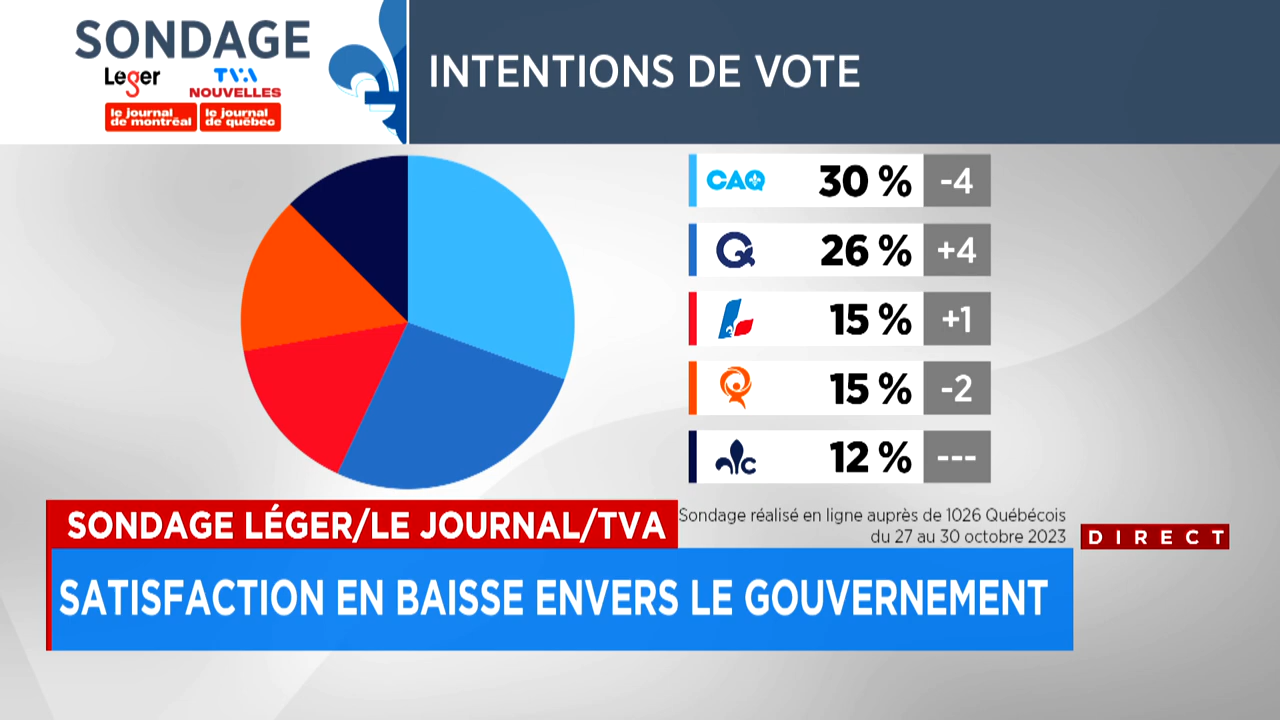 SONDAGE
Leger
TVA
NOUVELLES
le journal
de montréal
le journal
de québec
INTENTIONS DE VOTE
CAQ 30 % -4
26 % +4
15 % +1
15 % -2
C 12 % ---
SONDAGE LÉGER/LE JOURNAL/TVA
Sondage réalisé en ligne auprès de 1026 Québécois
du 27 au 30 octobre 2023
DIRECT
SATISFACTION EN BAISSE ENVERS LE GOUVERNEMENT